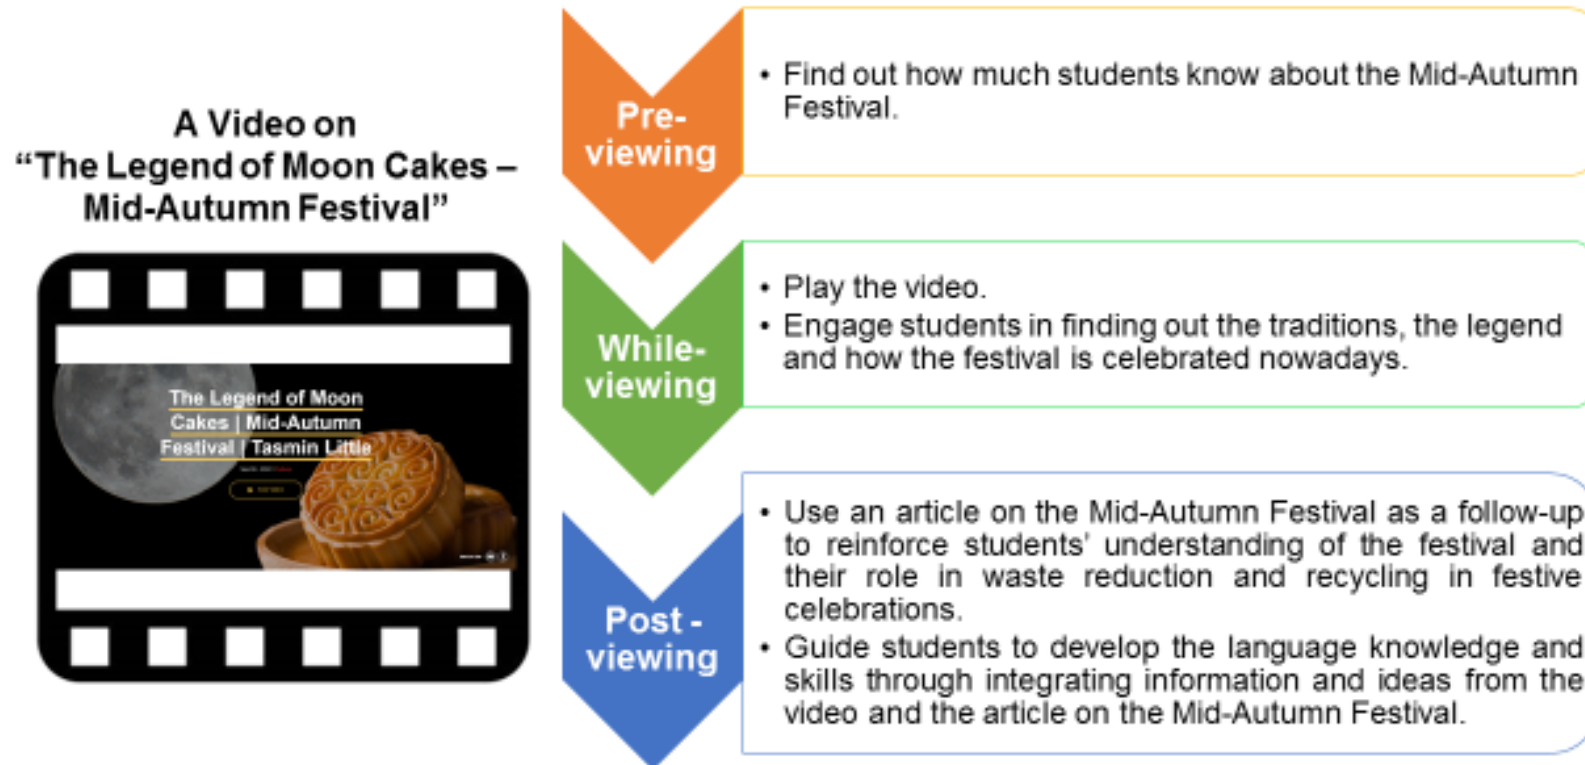 A Video on
“The Legend of Moon Cakes –
Mid-Autumn Festival”
The Legend of Moon
Cakes | Mid-Autumn
Festival | Tasmin Little
Pre-
viewing
• Find out how much students know about the Mid-Autumn
Festival.
While-
viewing
• Play the video.
• Engage students in finding out the traditions, the legend
and how the festival is celebrated nowadays.
Post -
viewing
• Use an article on the Mid-Autumn Festival as a follow-up
to reinforce students’ understanding of the festival and
their role in waste reduction and recycling in festive
celebrations.
• Guide students to develop the language knowledge and
skills through integrating information and ideas from the
video and the article on the Mid-Autumn Festival.